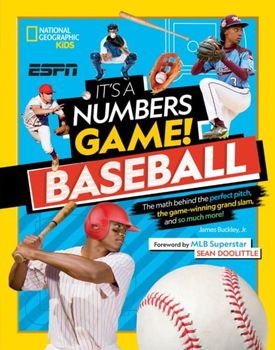 NATIONAL
GEOGRAPHIC
KiDS
ESPN
IT'S A
NUMBERS
GAME!
BASEBALL
The math behind the perfect pitch,
the game-winning grand slam,
and so much more!
James Buckley, Jr.
Foreword by MLB Superstar
SEAN DOOLITTLE